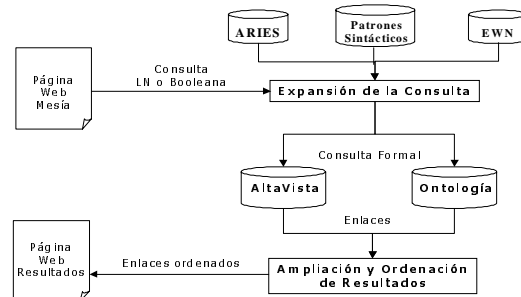 ARIES
Patrones
Sintácticos
EWN
Página
Web
Mesía
Consulta
LN o Booleana
Expansión de la Consulta
Consulta Formal
AltaVista
Ontología
Enlaces
Página
Web
Resultados
Enlaces ordenados
Ampliación y Ordenación
de Resultados